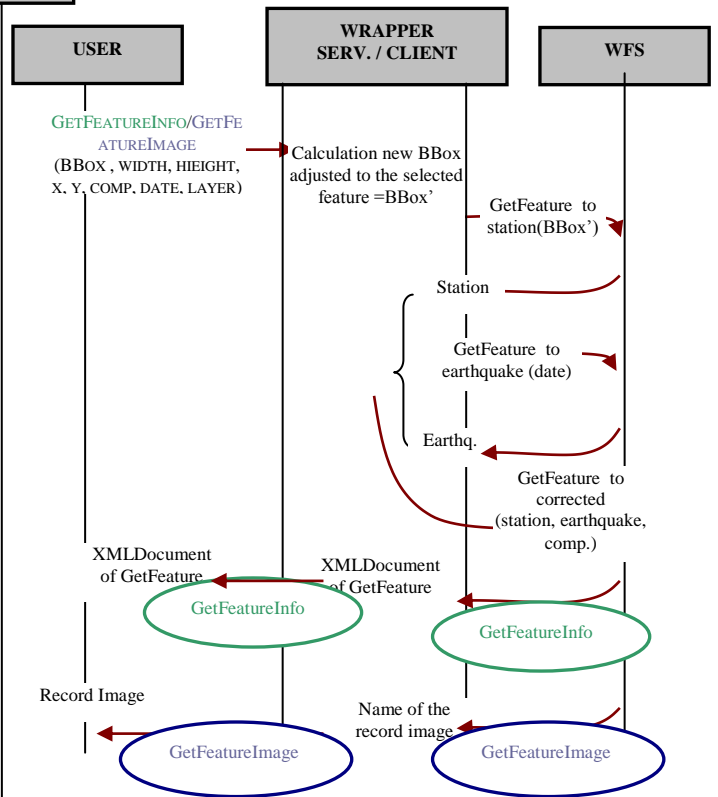 USER
WRAPPER
SERV. / CLIENT
WFS
GETFEATUREINFO/GETFE
ATUREIMAGE
(BBOX , WIDTH, HIEIGHT,
X, Y, COMP, DATE, LAYER)
Calculation new BBox
adjusted to the selected
feature =BBox’
GetFeature to
station(BBox’)
Station
GetFeature to
earthquake (date)
Earthq.
GetFeature to
corrected
(station, earthquake,
comp.)
XMLDocument
of GetFeature
XMLDocument
of GetFeature
GetFeatureInfo
GetFeatureInfo
Record Image
Name of the
record image
GetFeatureImage
GetFeatureImage